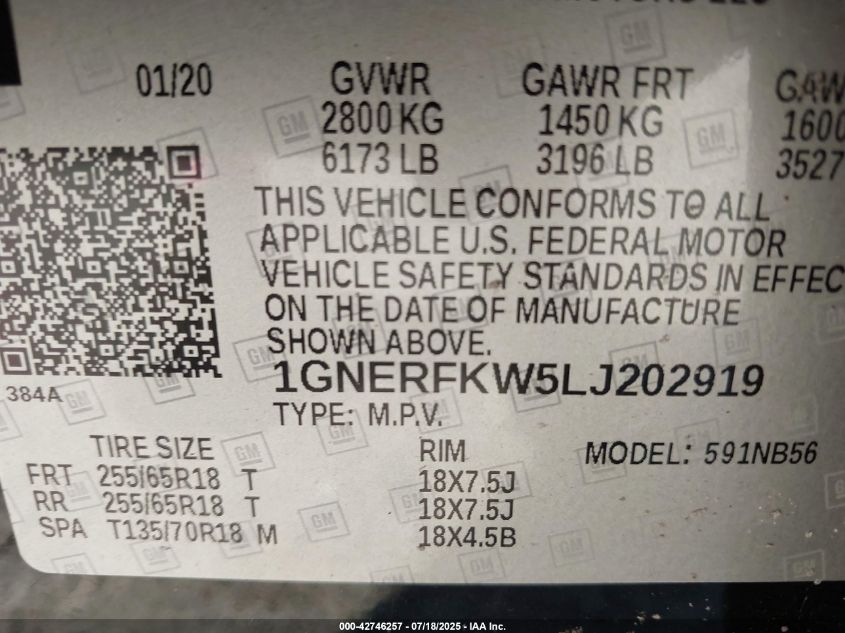 01/20 GVWR GAWR FRT GAW
2800 KG 1450 KG 1600
6173 LB 3196 LB 3527
THIS VEHICLE CONFORMS TO ALL
APPLICABLE U.S. FEDERAL MOTOR
VEHICLE SAFETY STANDARDS IN EFFEC
ON THE DATE OF MANUFACTURE
SHOWN ABOVE.
1GNERFKW5LJ202919
384A
TYPE: M.P.V.
TIRE SIZE RIM MODEL: 591NB56
FRT 255/65R18 T 18X7.5J
RR 255/65R18 T 18X7.5J
SPA T135/70R18 M 18X4.5B
000-42746257 - 07/18/2025 - IAA Inc.